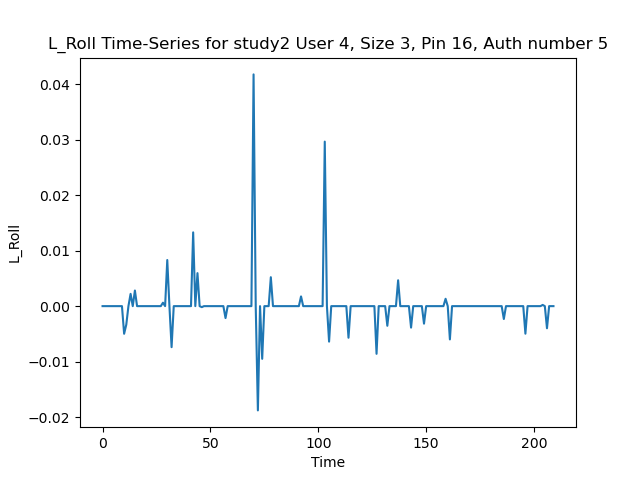 L_Roll Time-Series for study2 User 4, Size 3, Pin 16, Auth number 5
L_Roll
0.04
0.03
0.02
0.01
0.00
−0.01
−0.02
0 50 100 150 200
Time